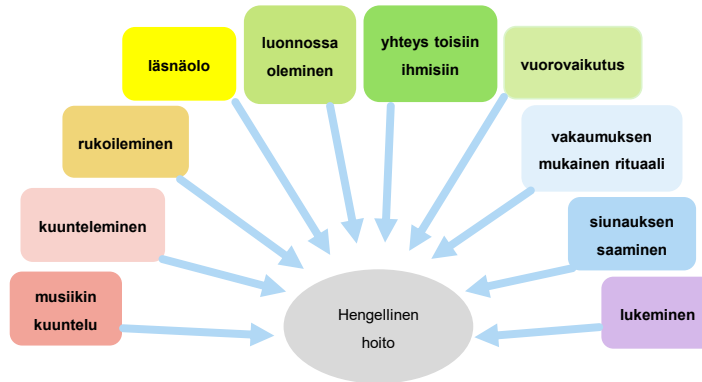 läsnäolo
luonnossa
oleminen
yhteys toisiin
ihmisiin
vuorovaikutus
rukoileminen
vakaumuksen
mukainen rituaali
kuunteleminen
siunauksen
saaminen
musiikin
kuuntelu
lukeminen
Hengellinen
hoito